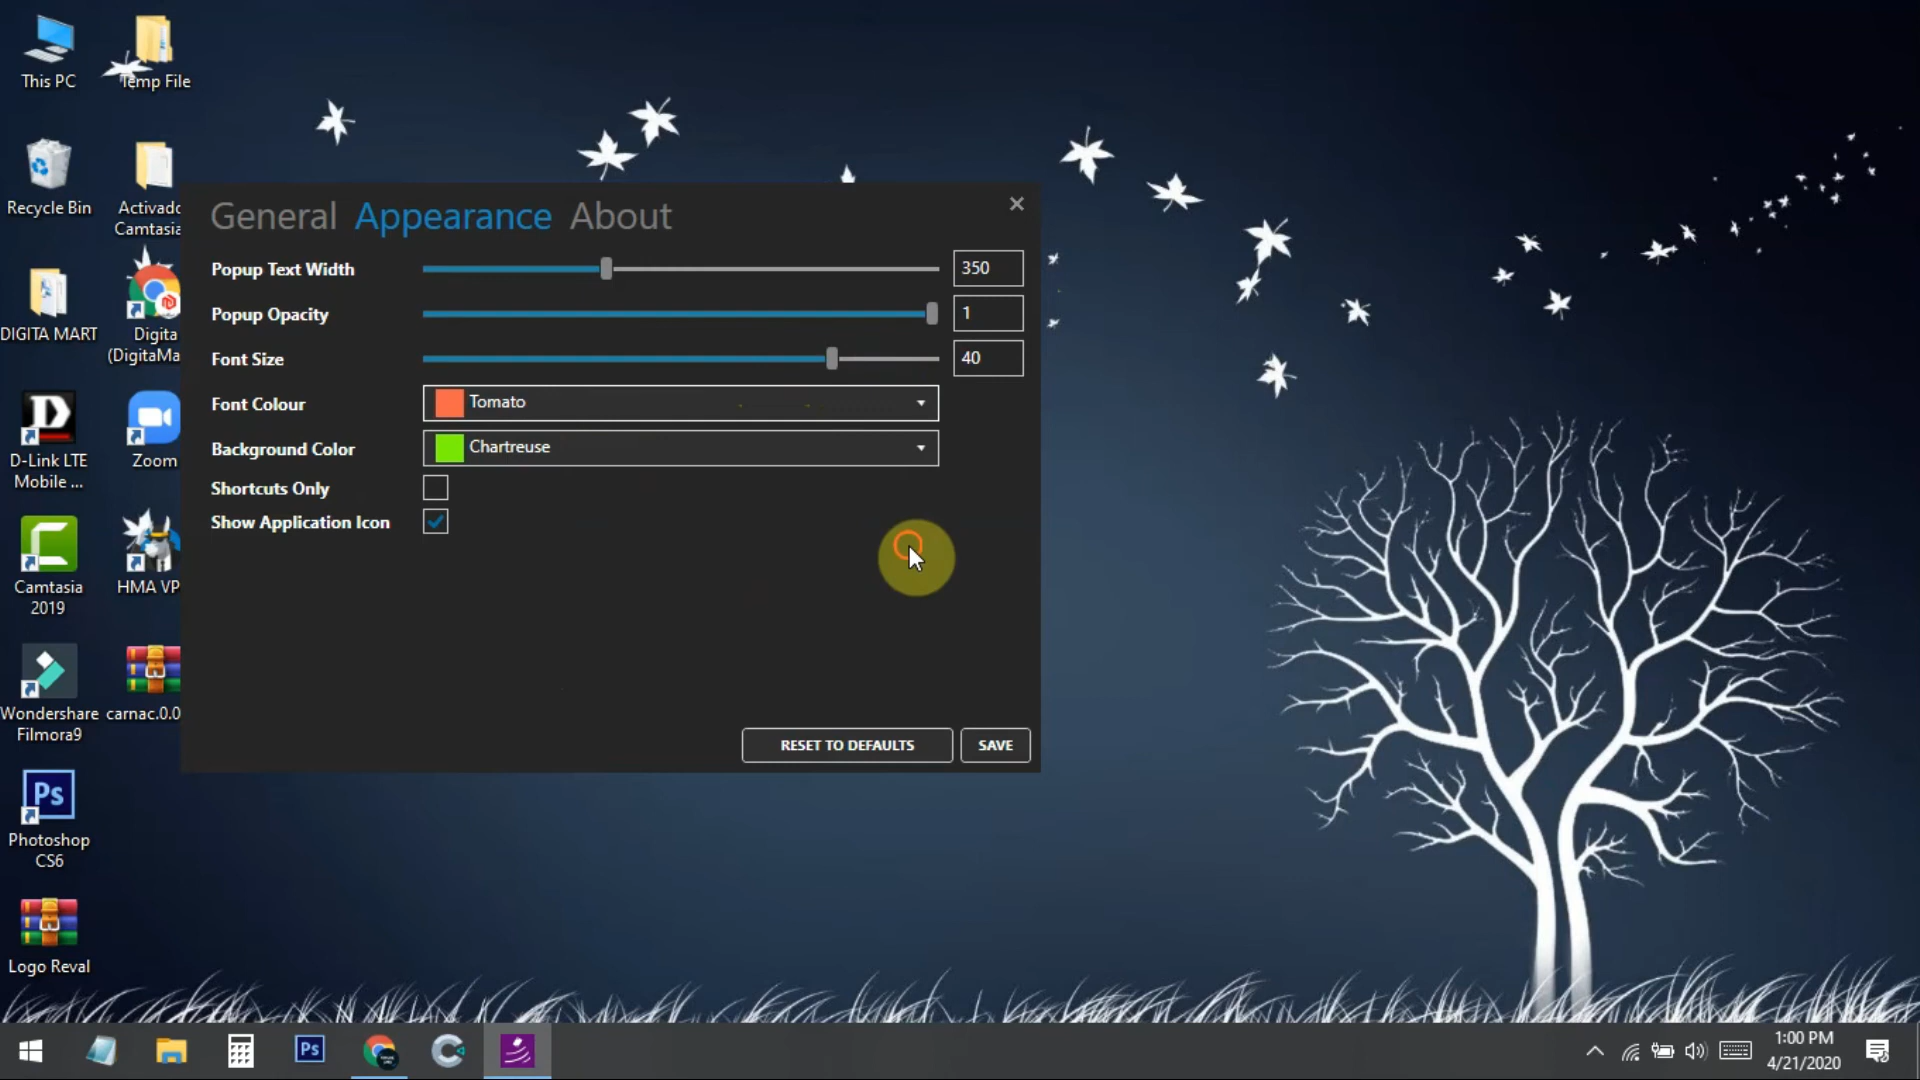 This PC
Temp File
Recycle Bin
Activado
Camtasia
DIGITA MART
Digita
(DigitaMa
D-Link LTE
Mobile ...
Zoom
Camtasia
2019
HMA VP
Wondershare
Filmora9
carnac.0.0
Ps
Photoshop
CS6
Logo Reval
General Appearance About
Popup Text Width
350
Popup Opacity
1
Font Size
40
Font Colour
Tomato
Background Color
Chartreuse
Shortcuts Only
Show Application Icon
RESET TO DEFAULTS
SAVE
Ps
1:00 PM
4/21/2020